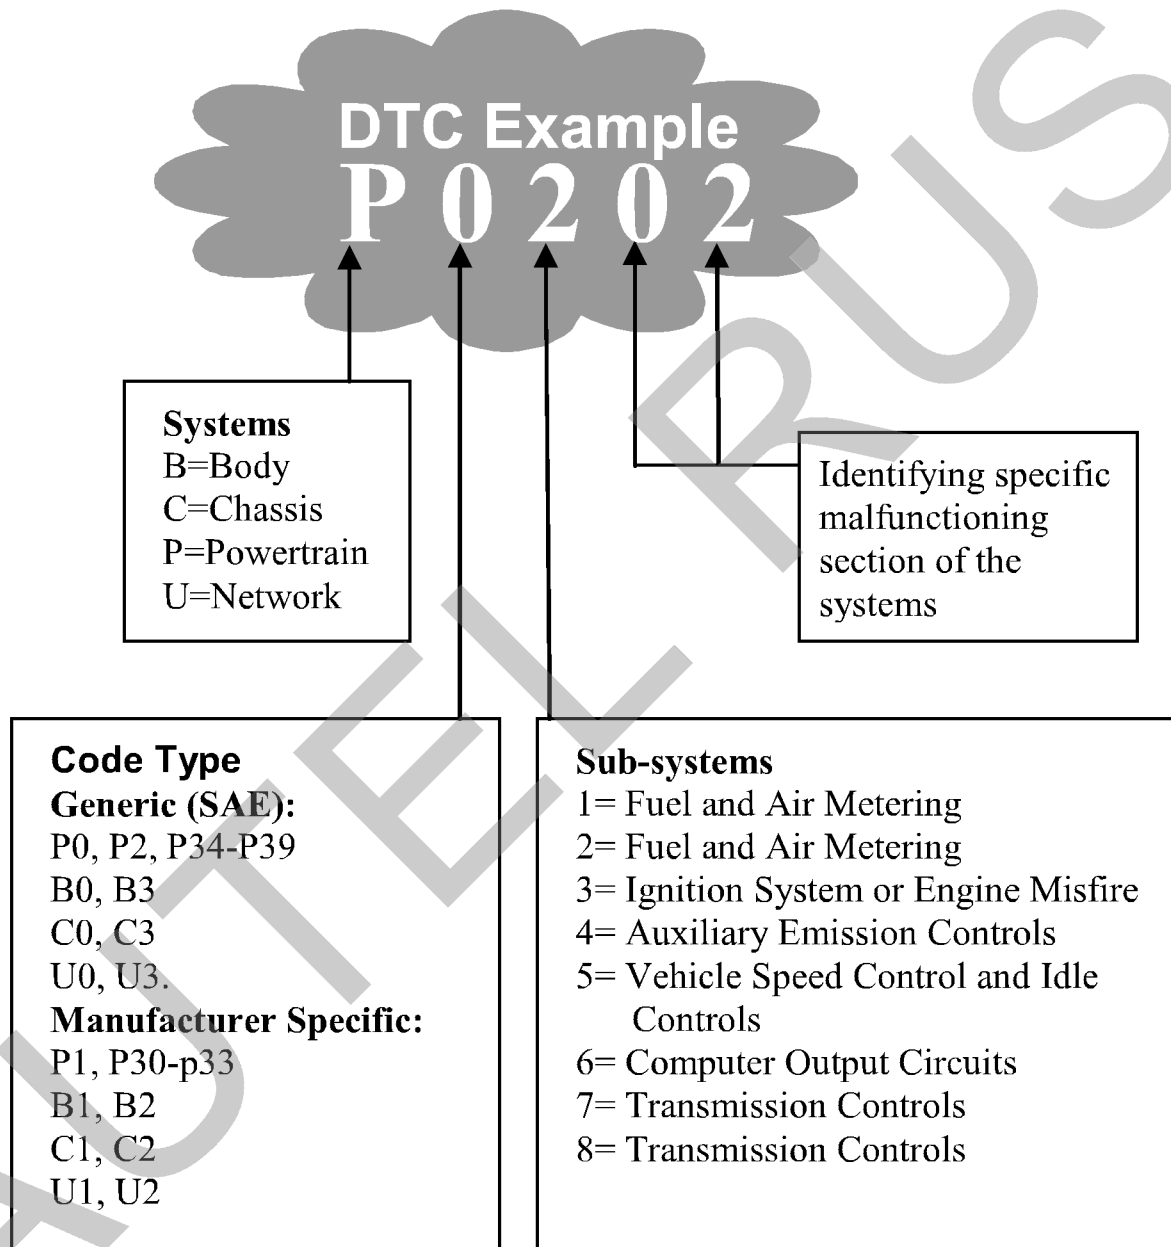 DTC Example
P 0 2 0 2
Systems
B=Body
C=Chassis
P=Powertrain
U=Network
Identifying specific
malfunctioning
section of the
systems
Code Type
Generic (SAE):
P0, P2, P34-P39
B0, B3
C0, C3
U0, U3.
Manufacturer Specific:
P1, P30-p33
B1, B2
C1, C2
U1, U2
Sub-systems
1= Fuel and Air Metering
2= Fuel and Air Metering
3= Ignition System or Engine Misfire
4= Auxiliary Emission Controls
5= Vehicle Speed Control and Idle
Controls
6= Computer Output Circuits
7= Transmission Controls
8= Transmission Controls
AUTEL RUS